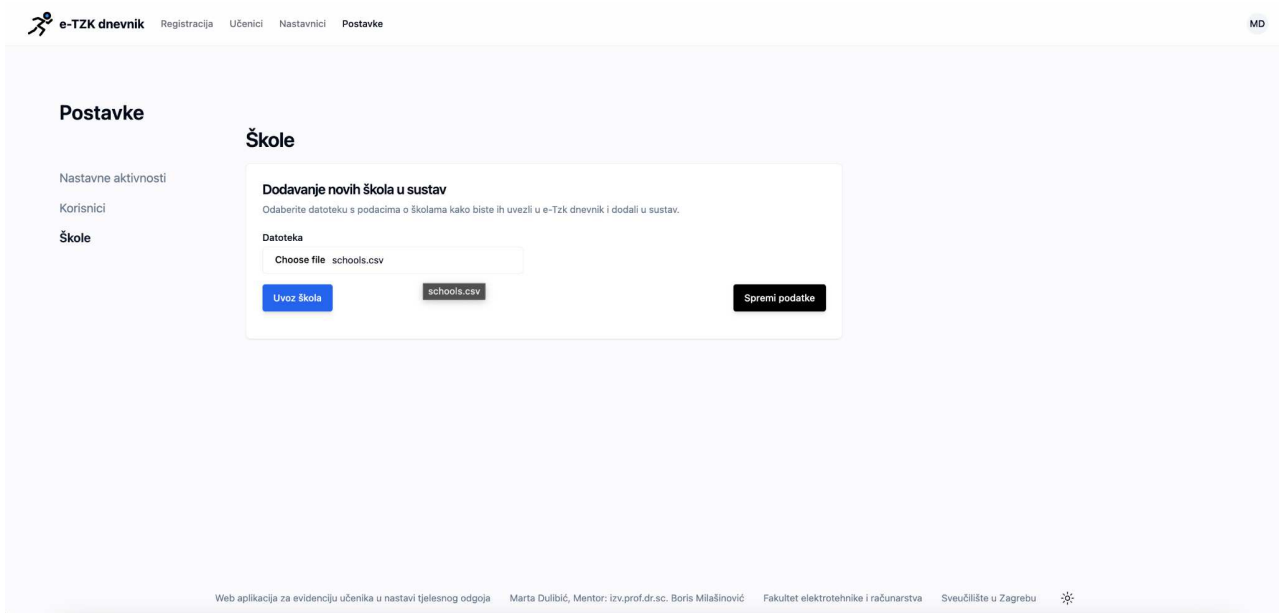 e-TZK dnevnik Registracija Učenici Nastavnici Postavke MD
Postavke
Nastavne aktivnosti
Korisnici
Škole
Škole
Dodavanje novih škola u sustav
Odaberite datoteku s podacima o školama kako biste ih uvezli u e-Tzk dnevnik i dodali u sustav.
Datoteka
Choose file schools.csv
schools.csv
Uvoz škola Spremi podatke
Web aplikacija za evidenciju učenika u nastavi tjelesnog odgoja Marta Dulibić, Mentor: izv.prof.dr.sc. Boris Milašinović Fakultet elektrotehnike i računarstva Sveučilište u Zagrebu